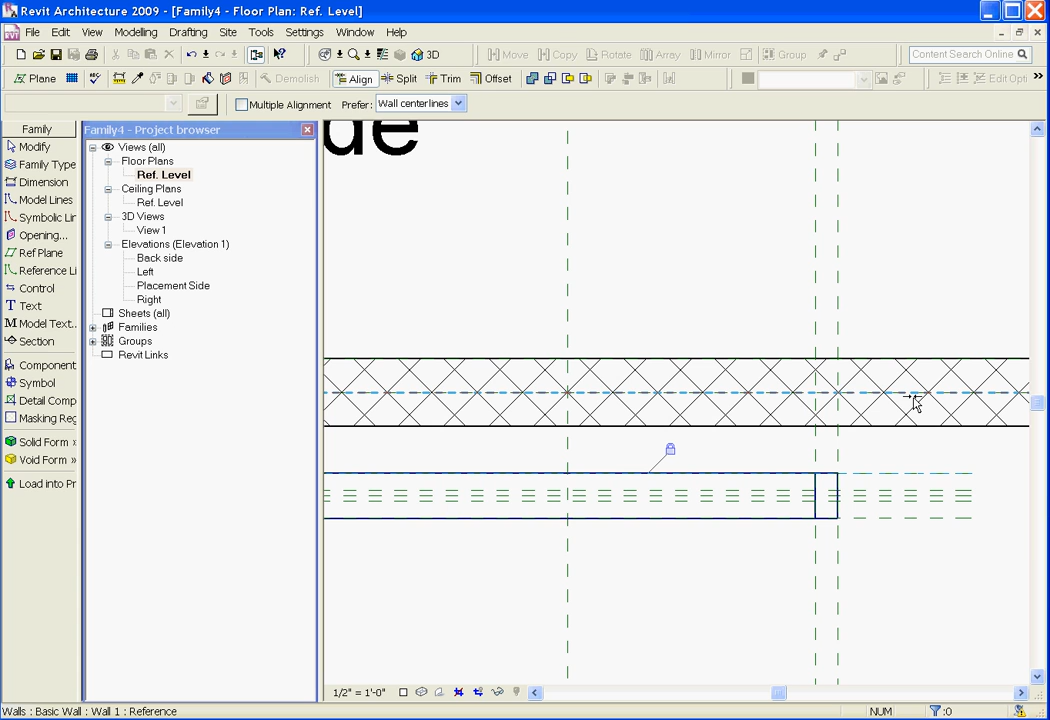 Revit Architecture 2009 - [Family4 - Floor Plan: Ref. Level]
File Edit View Modelling Drafting Site Tools Settings Window Help
3D Move Copy Rotate Array Mirror Group Content Search Online
Plane Demolish Align Split Trim Offset Edit Opti
Multiple Alignment Prefer: Wall centerlines
Family
Modify
Family Type
Dimension
Model Lines
Symbolic Lin
Opening...
Ref Plane
Reference Li
Control
Text
Model Text...
Section
Component
Symbol
Detail Comp
Masking Reg
Solid Form »
Void Form »
Load into Pr
Family4 - Project browser
Views (all)
Floor Plans
Ref. Level
Ceiling Plans
Ref. Level
3D Views
View 1
Elevations (Elevation 1)
Back side
Left
Placement Side
Right
Sheets (all)
Families
Groups
Revit Links
de
1/2" = 1'-0"
Walls : Basic Wall : Wall 1 : Reference NUM :0